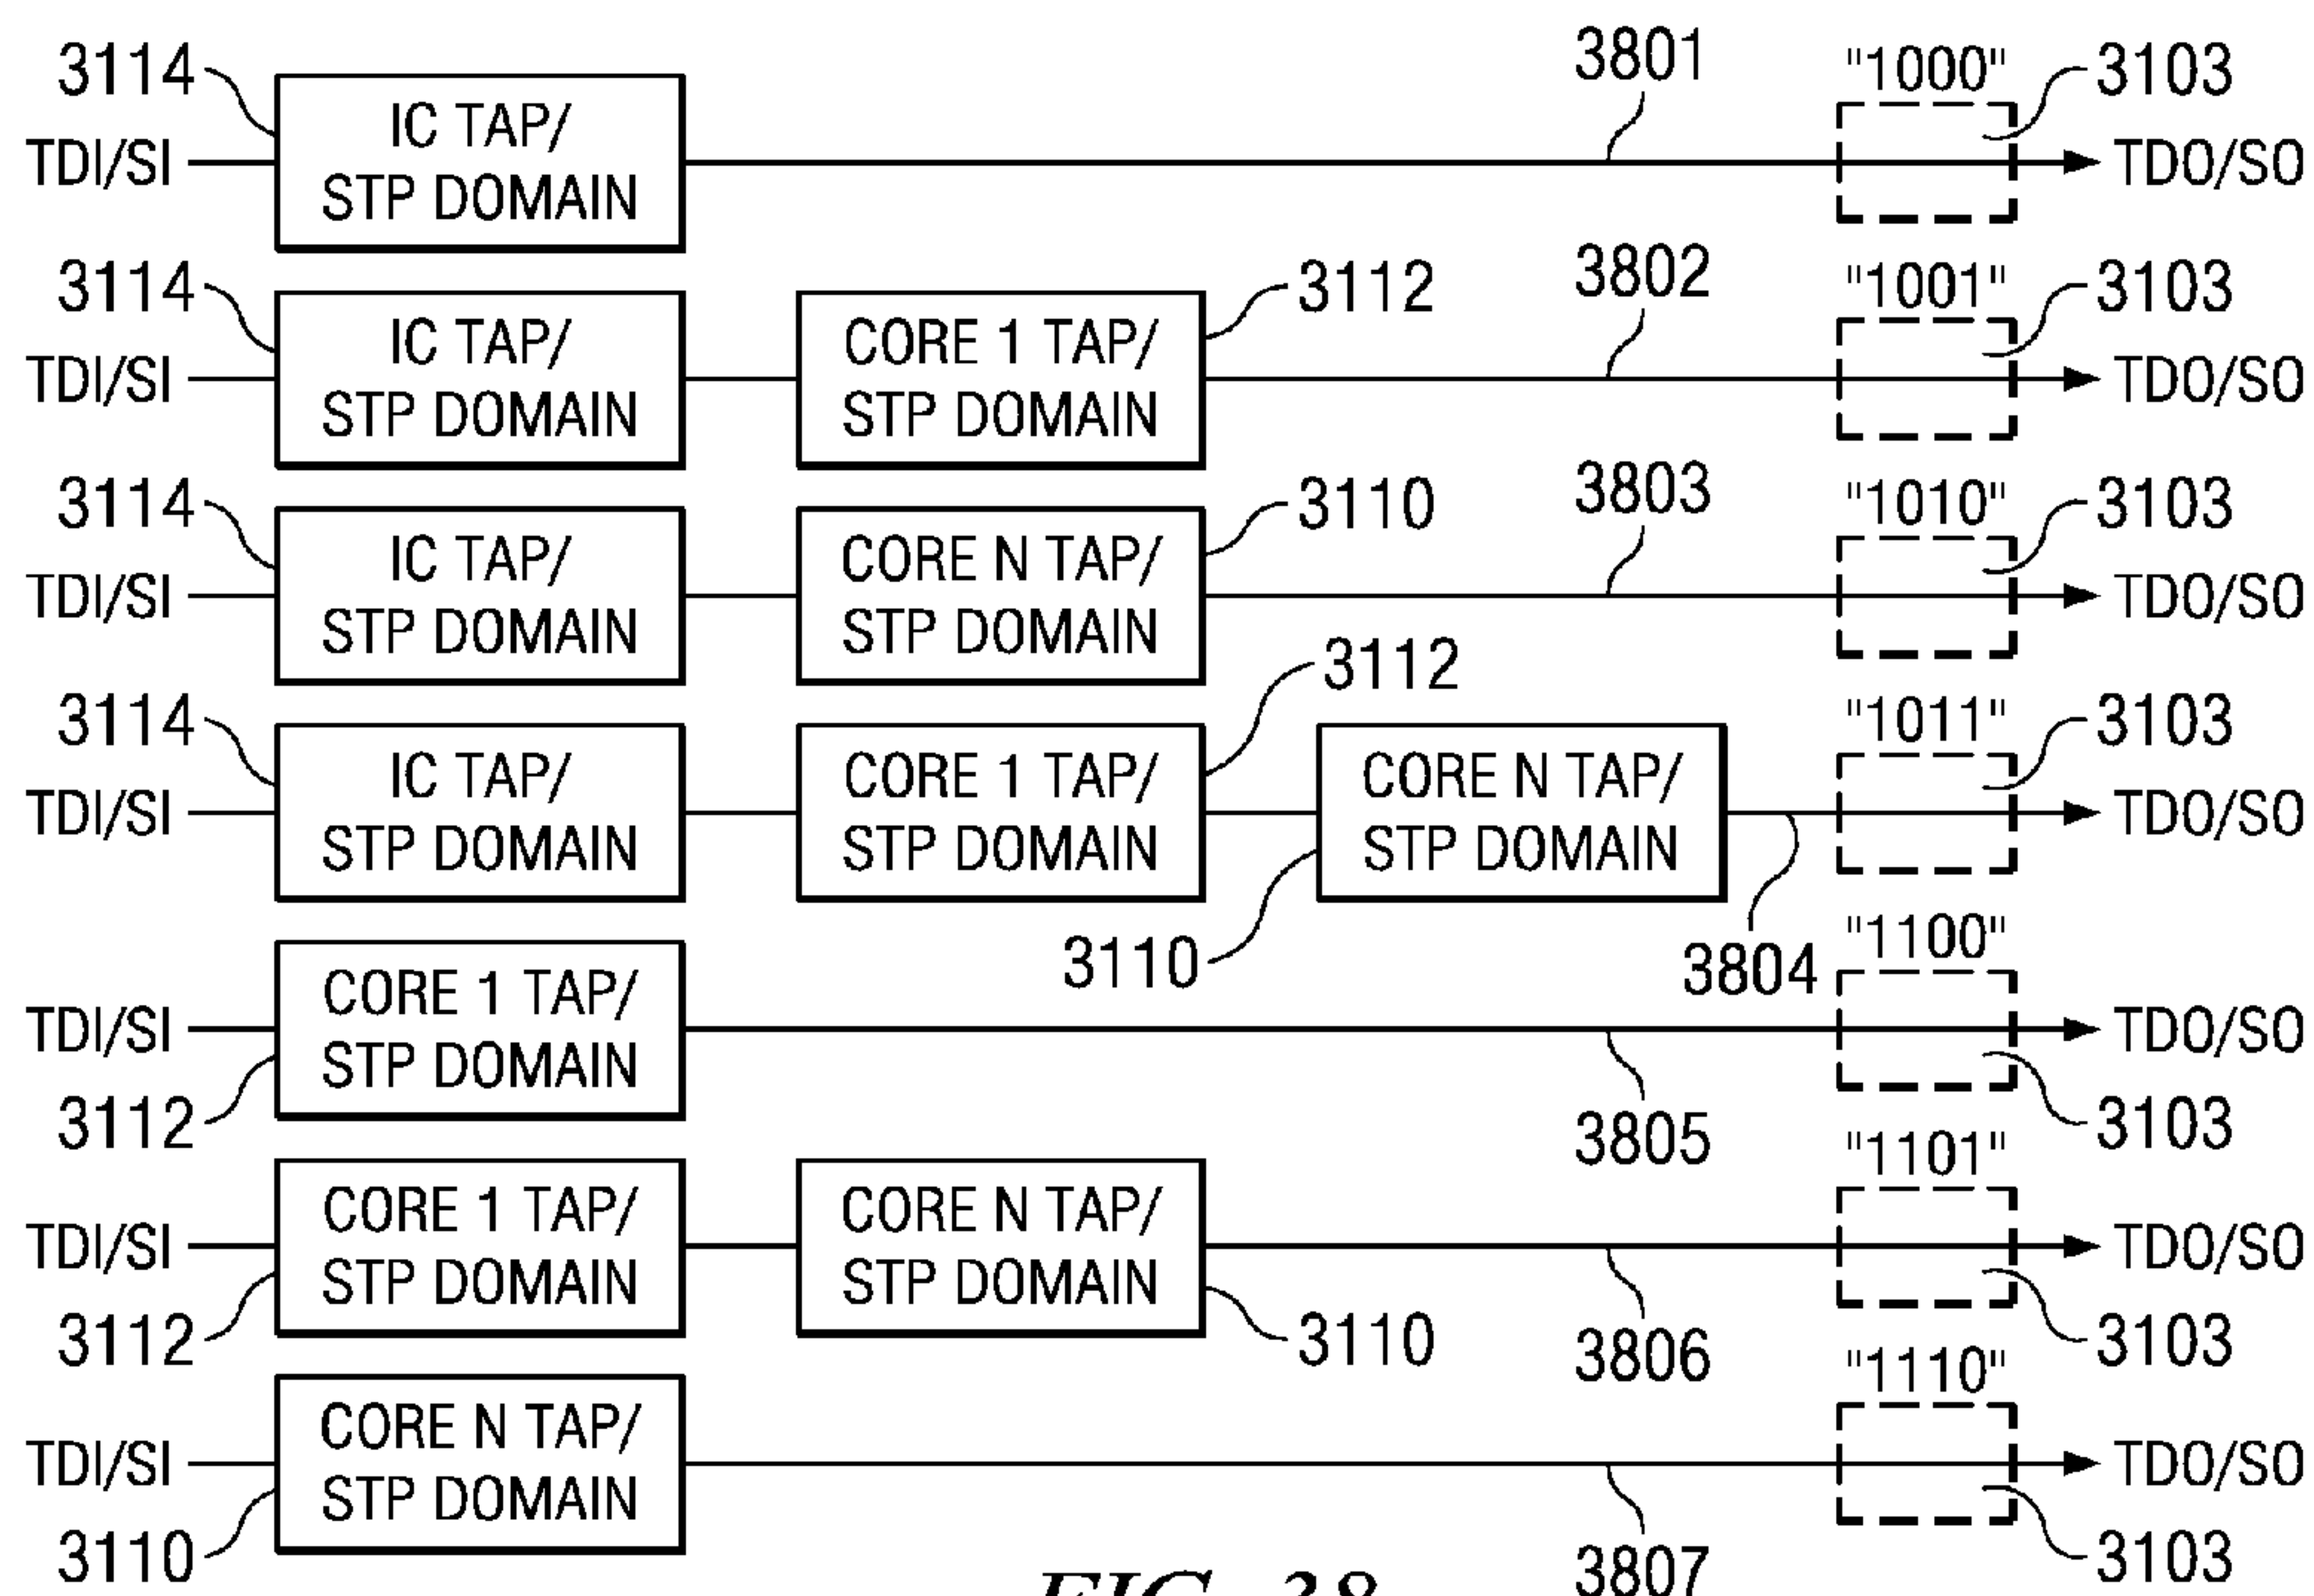 3114
IC TAP/
STP DOMAIN
TDI/SI
3801
"1000"
3103
TDO/SO
3114
IC TAP/
STP DOMAIN
TDI/SI
CORE 1 TAP/
STP DOMAIN
3112
3802
"1001"
3103
TDO/SO
3114
IC TAP/
STP DOMAIN
TDI/SI
CORE N TAP/
STP DOMAIN
3110
3803
"1010"
3103
TDO/SO
3114
IC TAP/
STP DOMAIN
TDI/SI
CORE 1 TAP/
STP DOMAIN
3112
CORE N TAP/
STP DOMAIN
3110
3804
"1011"
3103
TDO/SO
TDI/SI
CORE 1 TAP/
STP DOMAIN
3112
3805
"1100"
3103
TDO/SO
TDI/SI
CORE 1 TAP/
STP DOMAIN
3112
CORE N TAP/
STP DOMAIN
3110
3806
"1101"
3103
TDO/SO
TDI/SI
CORE N TAP/
STP DOMAIN
3110
3807
"1110"
3103
TDO/SO
FIG. 38